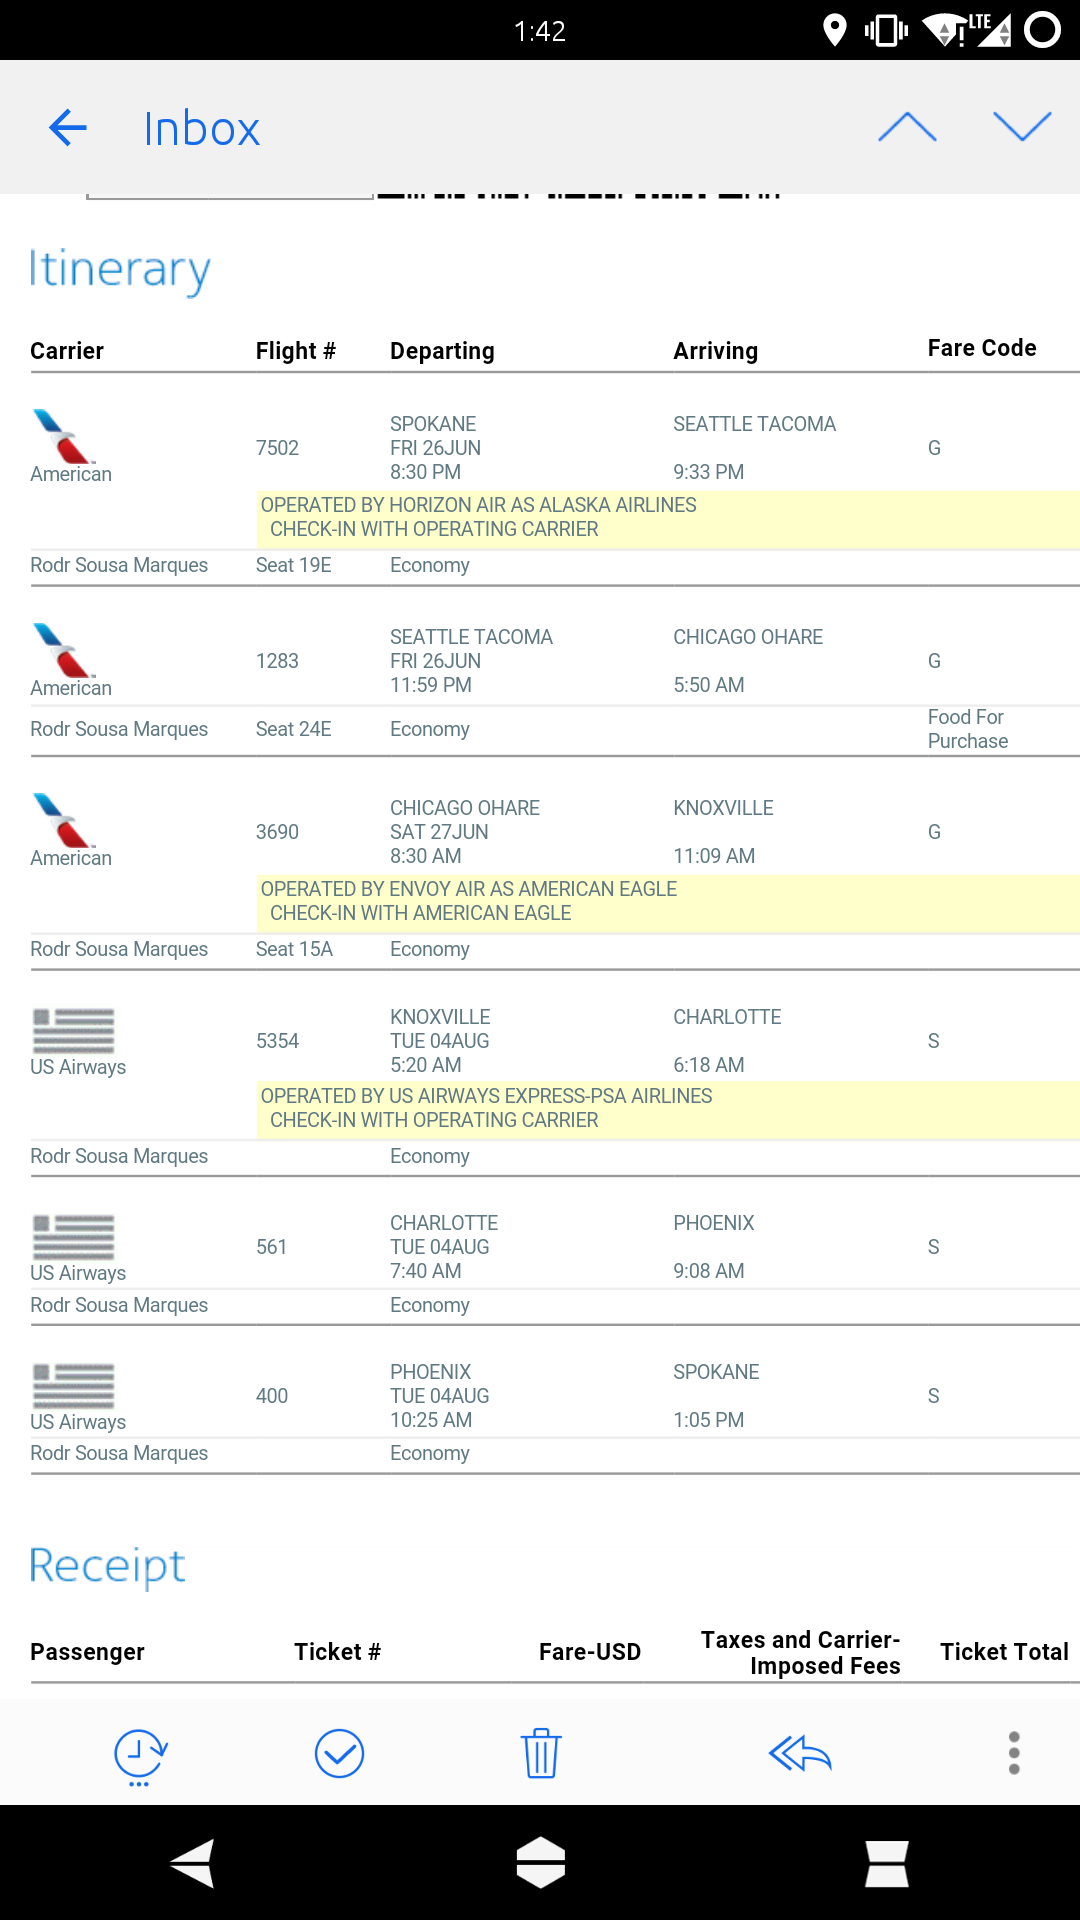 1:42
LTE
Inbox
Itinerary
Carrier Flight # Departing Arriving Fare Code
SPOKANE SEATTLE TACOMA
7502 FRI 26JUN G
American 8:30 PM 9:33 PM
OPERATED BY HORIZON AIR AS ALASKA AIRLINES
CHECK-IN WITH OPERATING CARRIER
Rodr Sousa Marques Seat 19E Economy
SEATTLE TACOMA CHICAGO OHARE
1283 FRI 26JUN G
American 11:59 PM 5:50 AM
Rodr Sousa Marques Seat 24E Economy Food For
Purchase
CHICAGO OHARE KNOXVILLE
3690 SAT 27JUN G
American 8:30 AM 11:09 AM
OPERATED BY ENVOY AIR AS AMERICAN EAGLE
CHECK-IN WITH AMERICAN EAGLE
Rodr Sousa Marques Seat 15A Economy
KNOXVILLE CHARLOTTE
5354 TUE 04AUG S
US Airways 5:20 AM 6:18 AM
OPERATED BY US AIRWAYS EXPRESS-PSA AIRLINES
CHECK-IN WITH OPERATING CARRIER
Rodr Sousa Marques Economy
CHARLOTTE PHOENIX
561 TUE 04AUG S
US Airways 7:40 AM 9:08 AM
Rodr Sousa Marques Economy
PHOENIX SPOKANE
400 TUE 04AUG S
US Airways 10:25 AM 1:05 PM
Rodr Sousa Marques Economy
Receipt
Passenger Ticket # Fare-USD Taxes and Carrier-
Imposed Fees Ticket Total